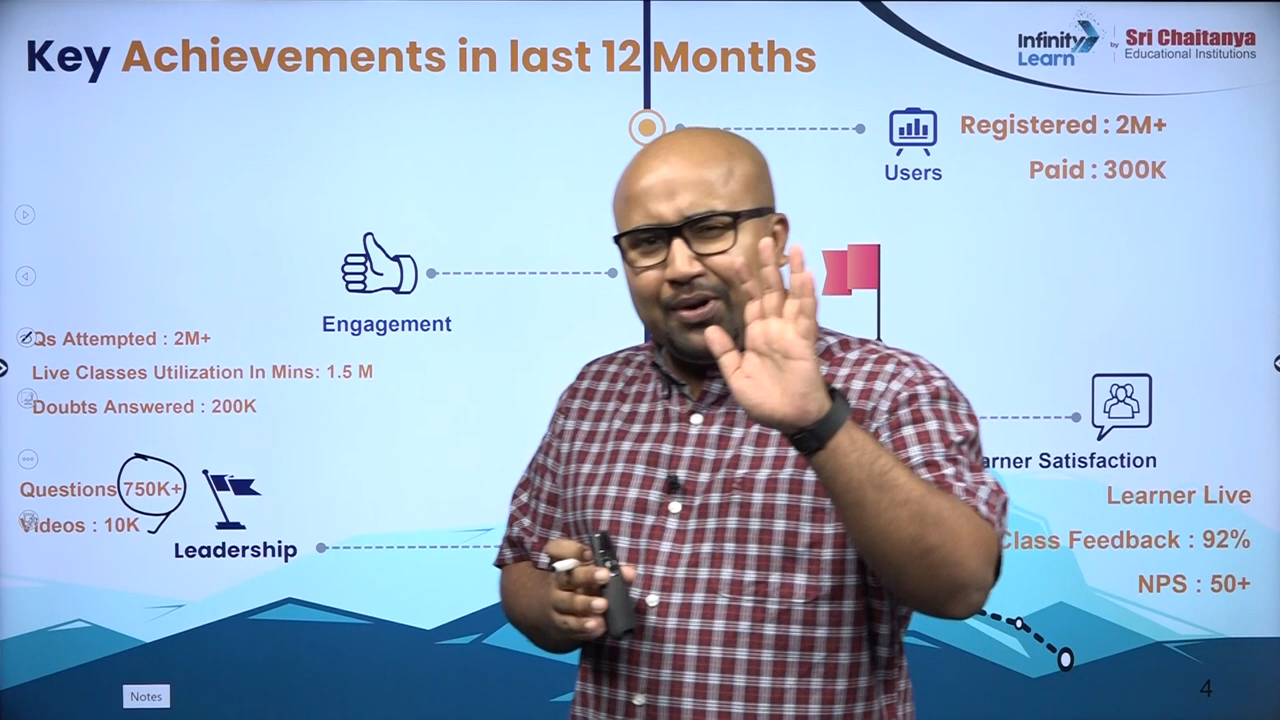 Key Achievements in last 12 Months
Infinity Learn
by
Sri Chaitanya
Educational Institutions
Registered : 2M+
Paid : 300K
Users
Engagement
Qs Attempted : 2M+
Live Classes Utilization In Mins: 1.5 M
Doubts Answered : 200K
Questions 750K+
Videos : 10K
Leadership
arner Satisfaction
Learner Live
Class Feedback : 92%
NPS : 50+
Notes
4